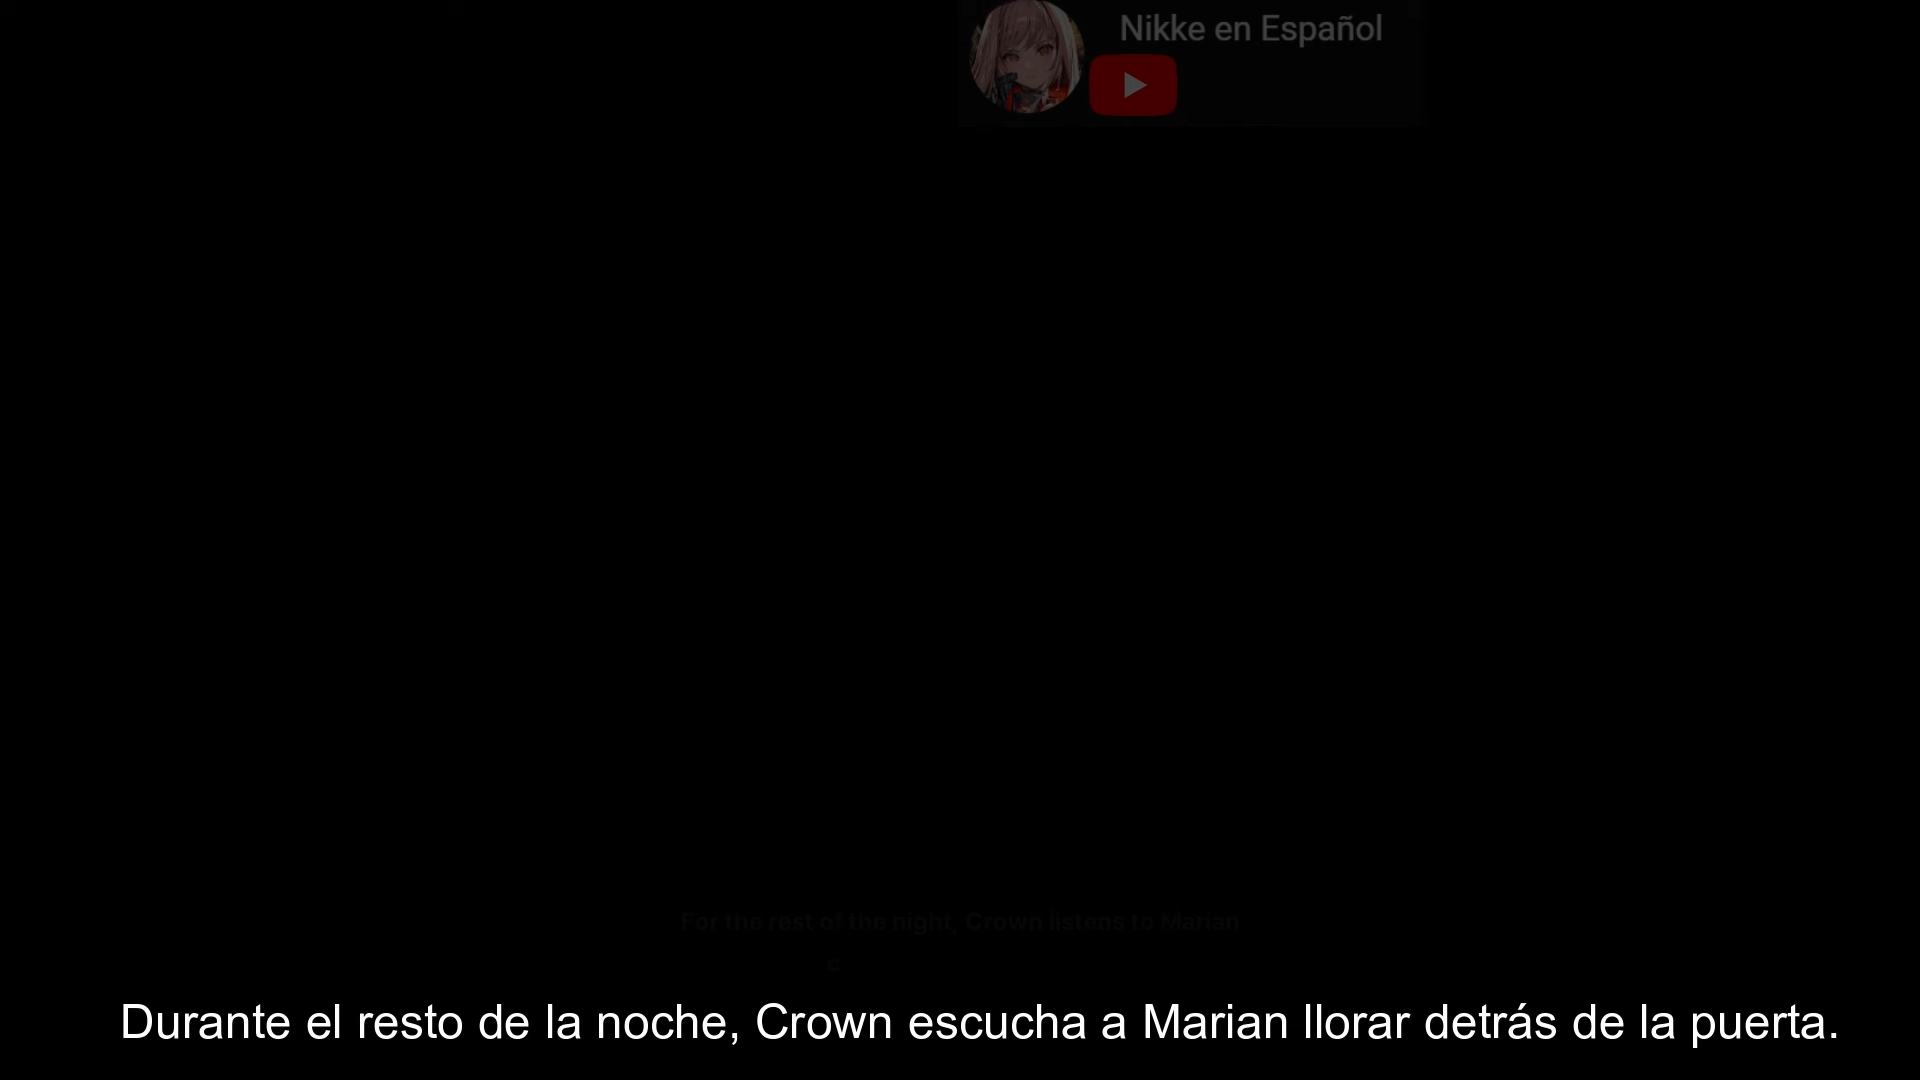 Nikke en Español
For the rest of the night, Crown listens to Marian
c
Durante el resto de la noche, Crown escucha a Marian llorar detrás de la puerta.